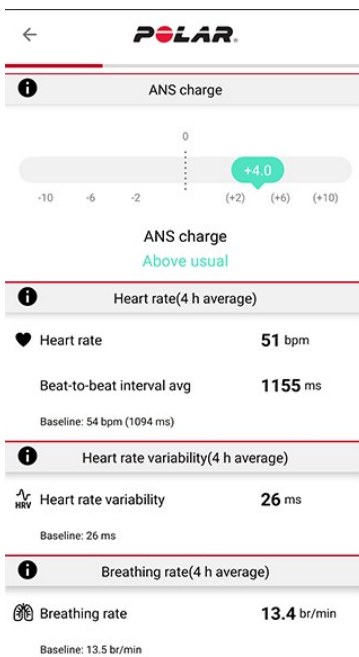 POLAR.
ANS charge
0
+4.0
-10 -6 -2 (+2) (+6) (+10)
ANS charge
Above usual
Heart rate(4 h average)
Heart rate 51 bpm
Beat-to-beat interval avg 1155 ms
Baseline: 54 bpm (1094 ms)
Heart rate variability(4 h average)
HRV Heart rate variability 26 ms
Baseline: 26 ms
Breathing rate(4 h average)
Breathing rate 13.4 br/min
Baseline: 13.5 br/min